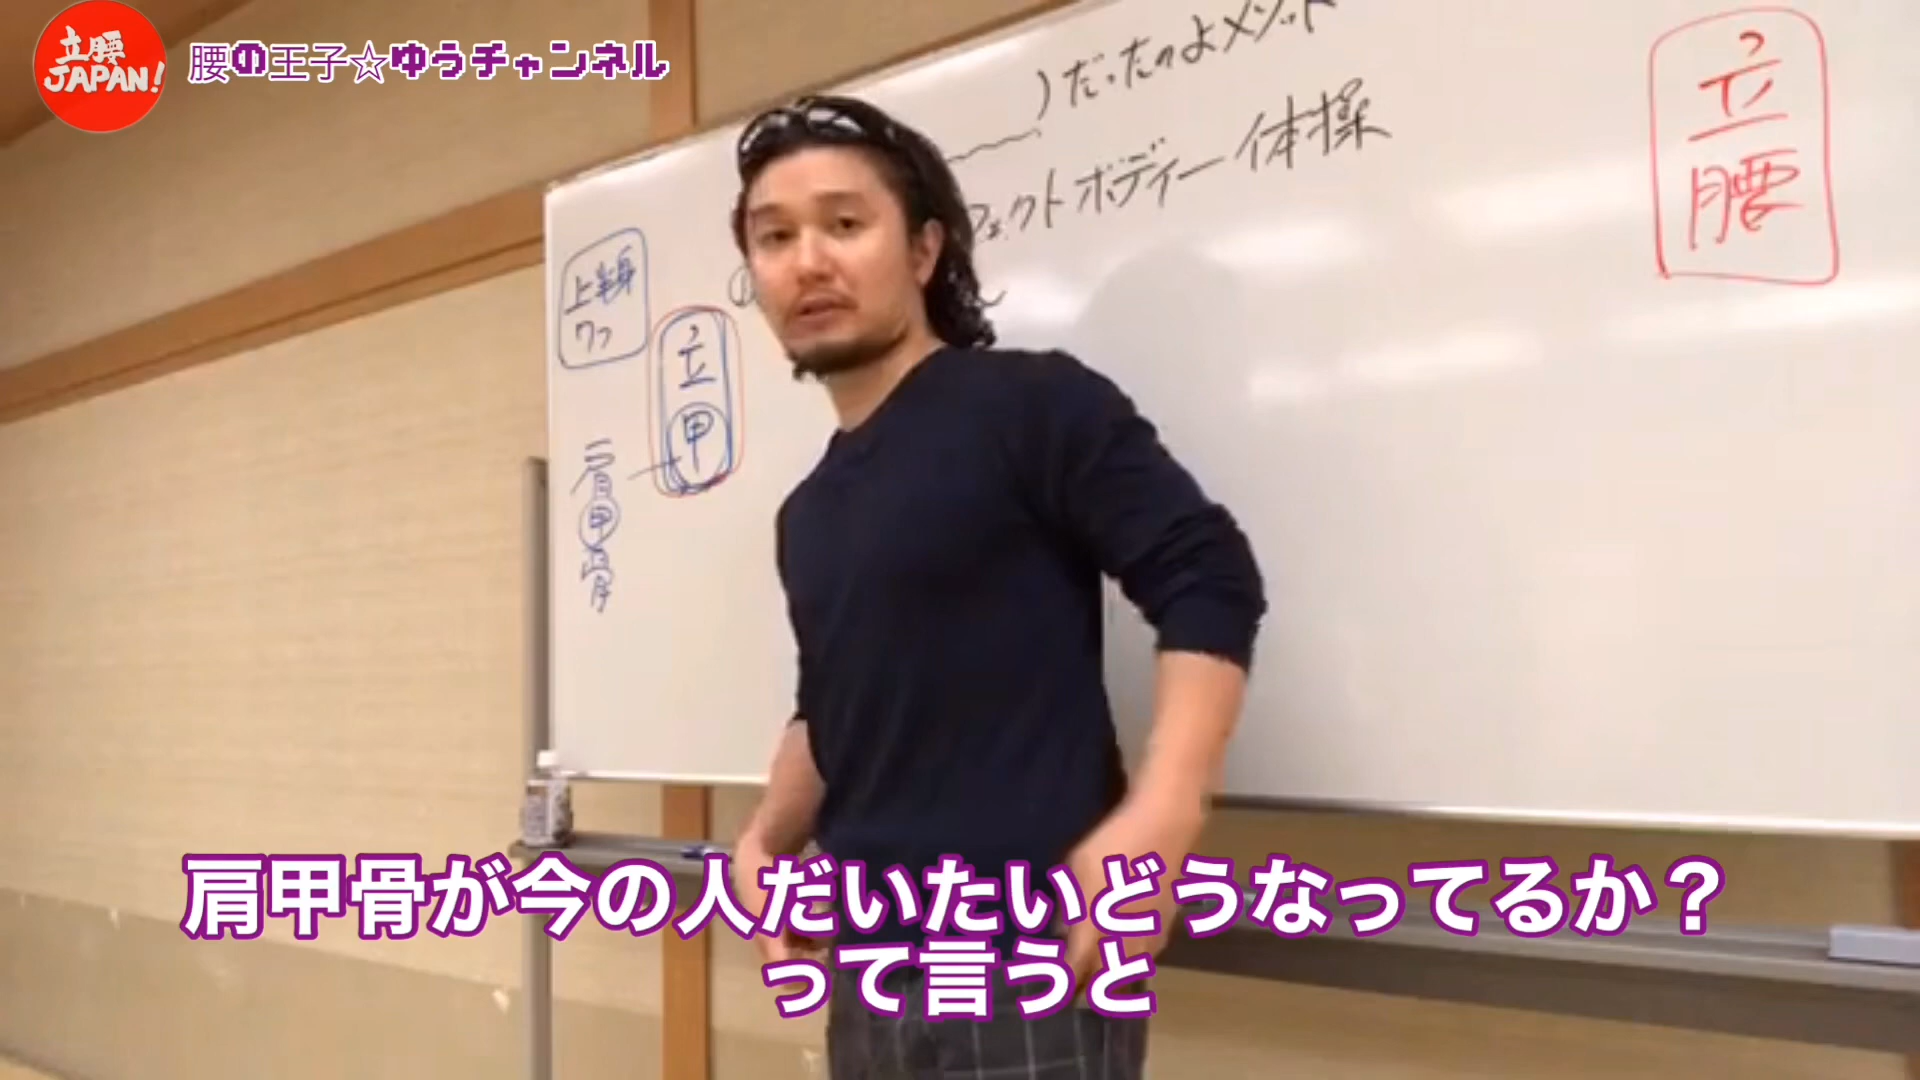 立腰
JAPAN!
腰の王子☆ゆうチャンネル
)だったのよメソット
フェクトボディー体操
立腰
上半身
7つ
立甲
肩甲骨
肩甲骨が今の人だいたいどうなってるか?
って言うと